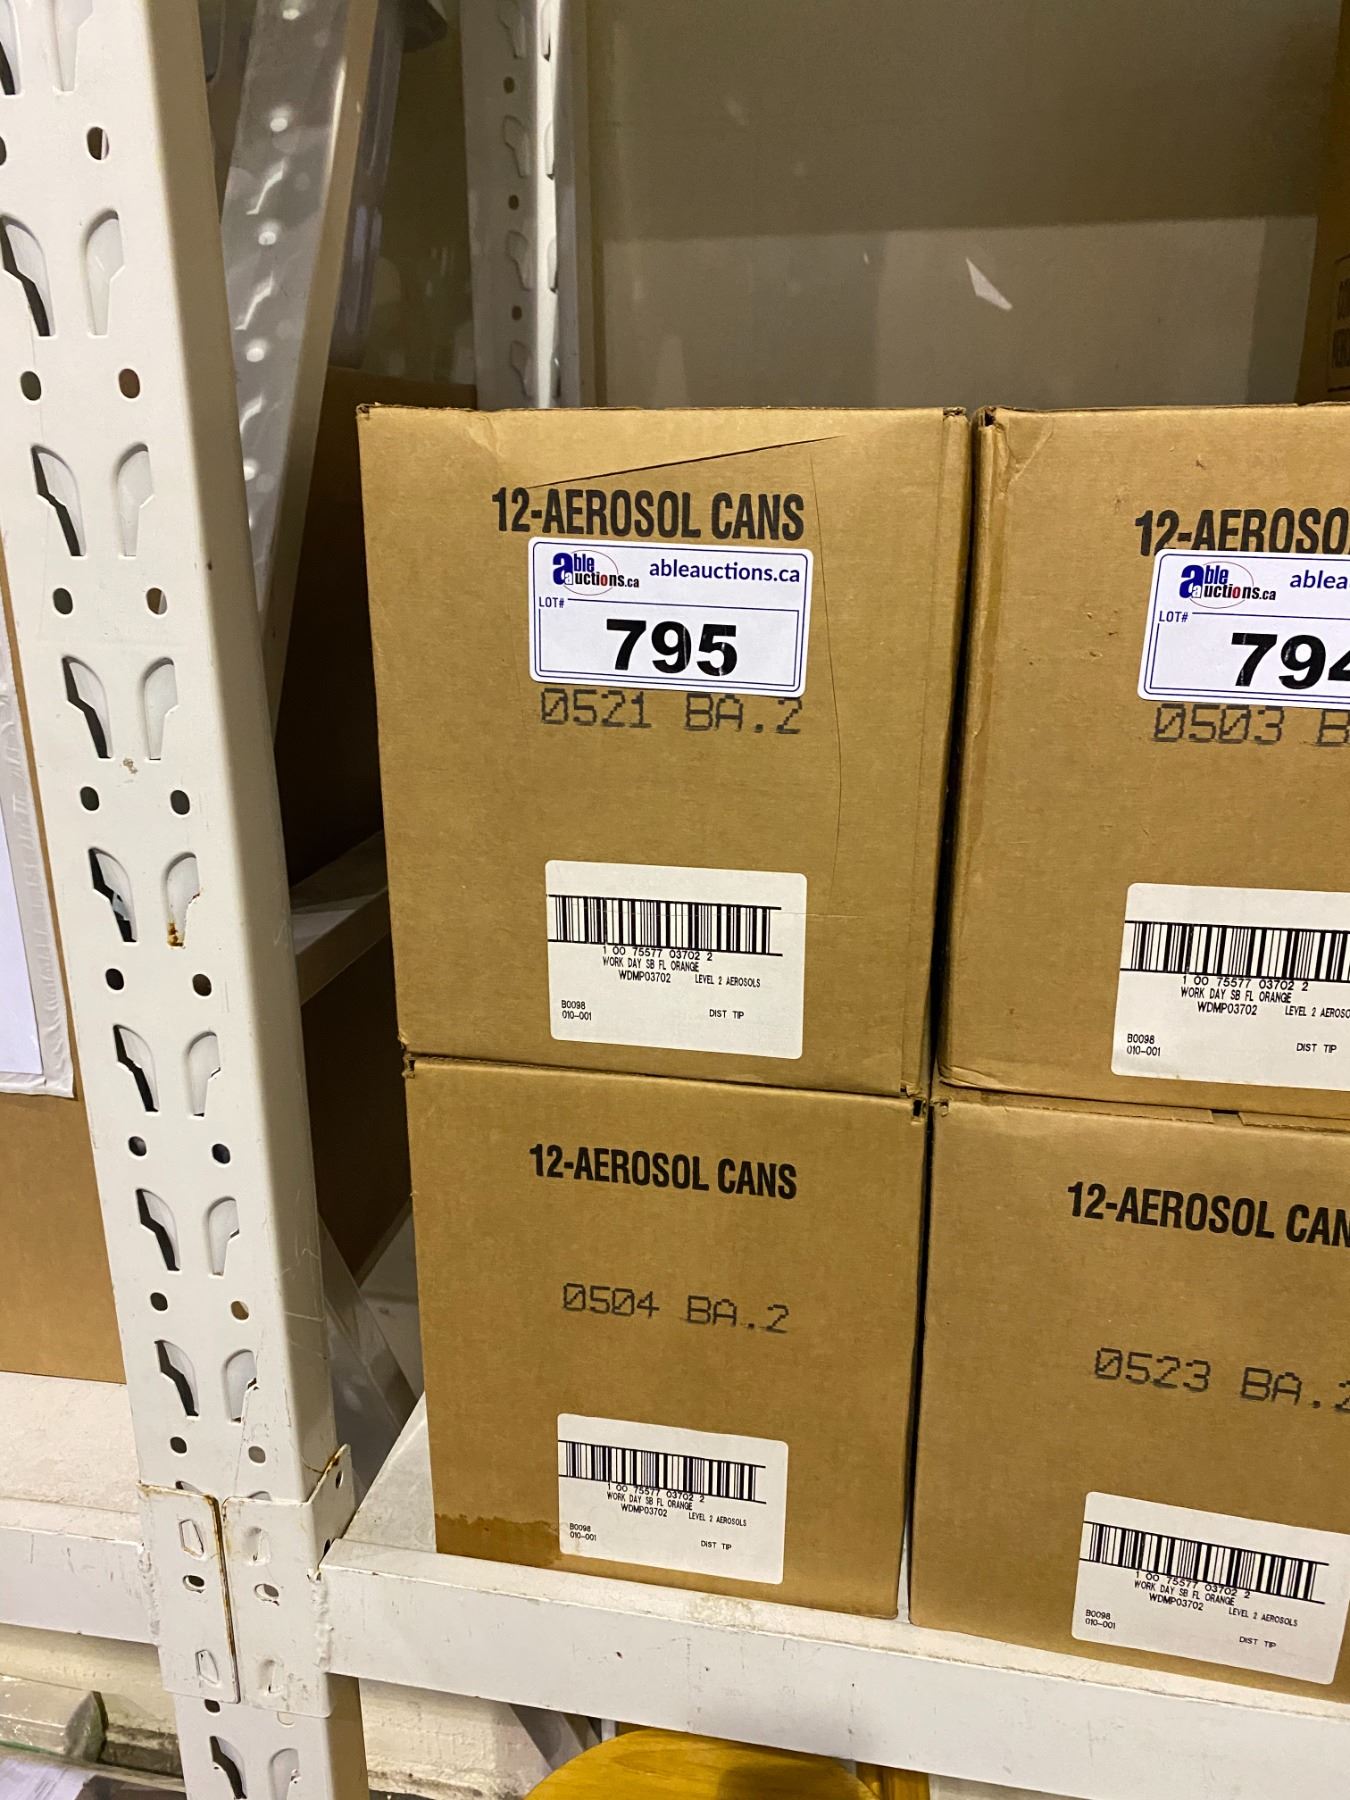 12-AEROSOL CANS
able auctions.ca
ableauctions.ca
LOT#
795
0521 BA.2
1 00 75577 03702 2
WORK DAY SB FL ORANGE
WDMP03702 LEVEL 2 AEROSOLS
B0098
010-001 DIST TIP
12-AEROSO
able auctions.ca
ablea
LOT#
794
0503 B
1 00 75577 03702 2
WORK DAY SB FL ORANGE
WDMP03702 LEVEL 2 AEROSO
B0098
010-001 DIST TIP
12-AEROSOL CANS
0504 BA.2
1 00 75577 03702 2
WORK DAY SB FL ORANGE
WDMP03702 LEVEL 2 AEROSOLS
B0098
010-001 DIST TIP
12-AEROSOL CAN
0523 BA.2
1 00 75577 03702 2
WORK DAY SB FL ORANGE
WDMP03702 LEVEL 2 AEROSOLS
B0098
010-001 DIST TIP